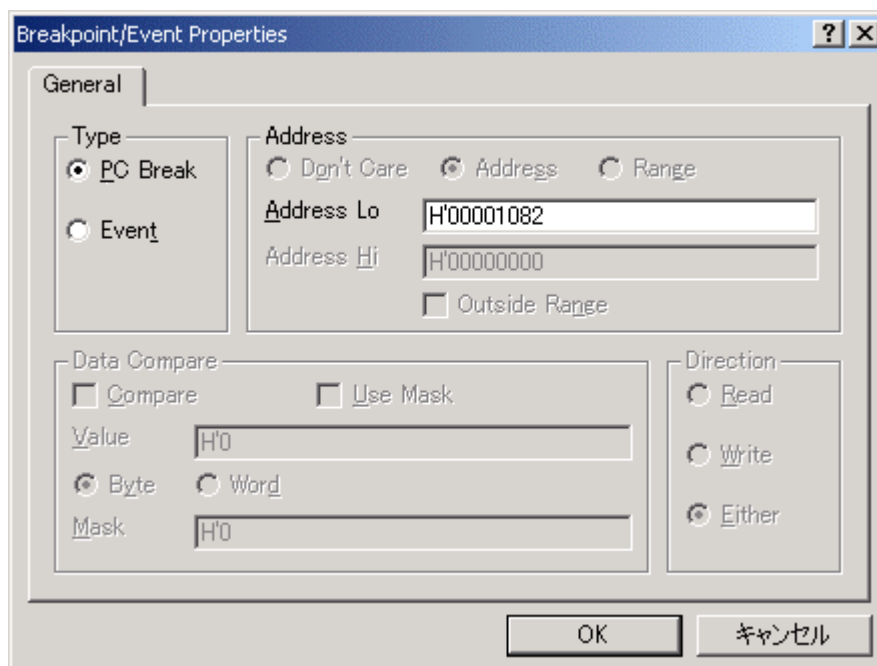 Breakpoint/Event Properties
General
Type
PC Break
Event
Address
Don't Care Address Range
Address Lo H'00001082
Address Hi H'00000000
Outside Range
Data Compare
Compare Use Mask
Value H'0
Byte Word
Mask H'0
Direction
Read
Write
Either
OK キャンセル